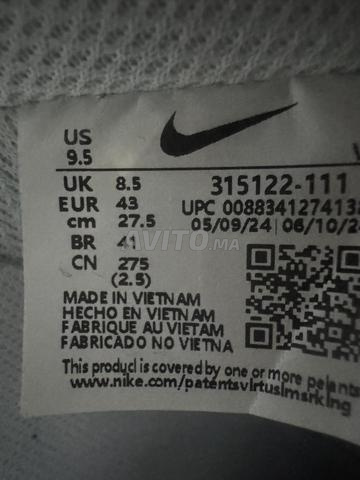 US
9.5
UK 8.5
EUR 43
cm 27.5
BR 41
CN 275
(2.5)
315122-111
UPC 0088341274138
05/09/24 06/10/24
AVITO.MA
MADE IN VIETNAM
HECHO EN VIETNAM
FABRIQUE AU VIETAM
FABRICADO NO VIETNA
This product is covered by one or more patents
www.nike.com/patentsvirtuslmarking